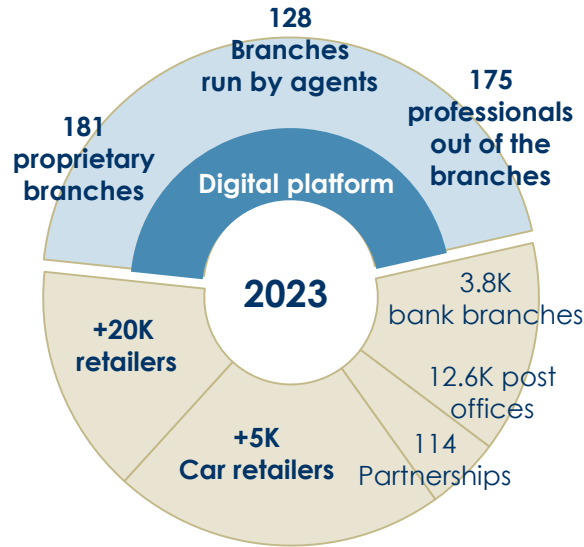 128
Branches
run by agents
175
professionals
out of the
branches
181
proprietary
branches
Digital platform
2023
3.8K
bank branches
12.6K post
offices
114
Partnerships
+5K
Car retailers
+20K
retailers